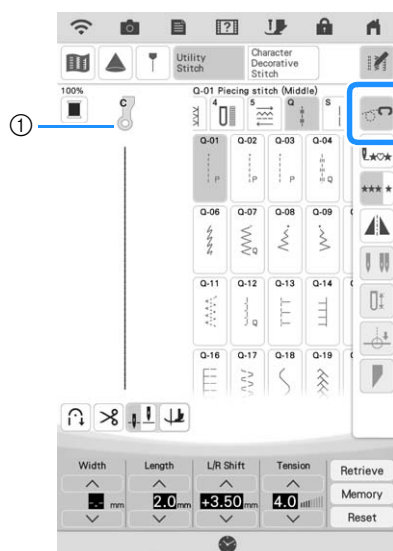 Utility
Stitch
Character
Decorative
Stitch
100%
Q-01 Piecing stitch (Middle)
①
C
4
5
Q
S
Q-01
Q-02
Q-03
Q-04
P
P
P
Q
Q-06
Q-07
Q-08
Q-09
Q
Q-11
Q-12
Q-13
Q-14
Q
Q-16
Q-17
Q-18
Q-19
Width
Length
L/R Shift
Tension
Retrieve
-.- mm
2.0 mm
+3.50 mm
4.0
Memory
Reset